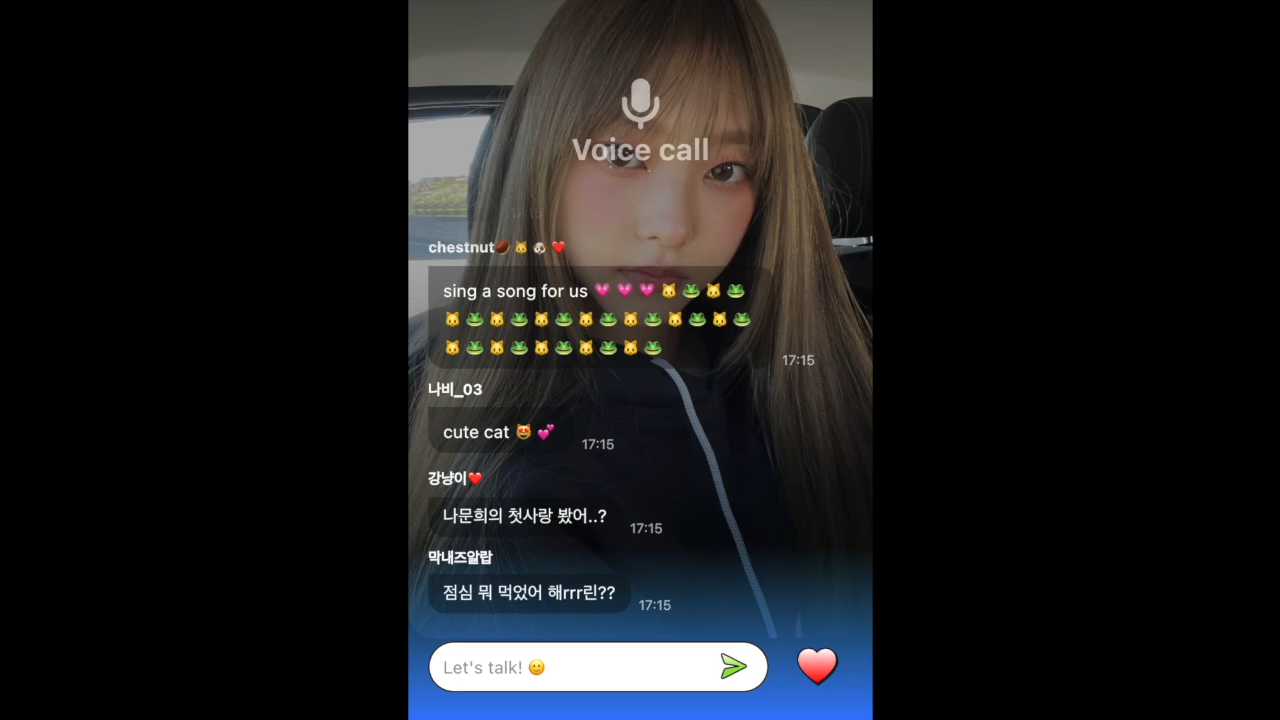 Voice call
17:15
chestnut🌰🐱🐶❤️
sing a song for us 💗💗💗🐱🐸🐱🐸
🐱🐸🐱🐸🐱🐸🐱🐸🐱🐸🐱🐸🐱🐸
🐱🐸🐱🐸🐱🐸🐱🐸🐱🐸
17:15
나비_03
cute cat 😻💕
17:15
강냥이❤️
나문희의 첫사랑 봤어..?
17:15
막내즈알랍
점심 뭐 먹었어 해rrr린??
17:15
Let's talk! 🙂